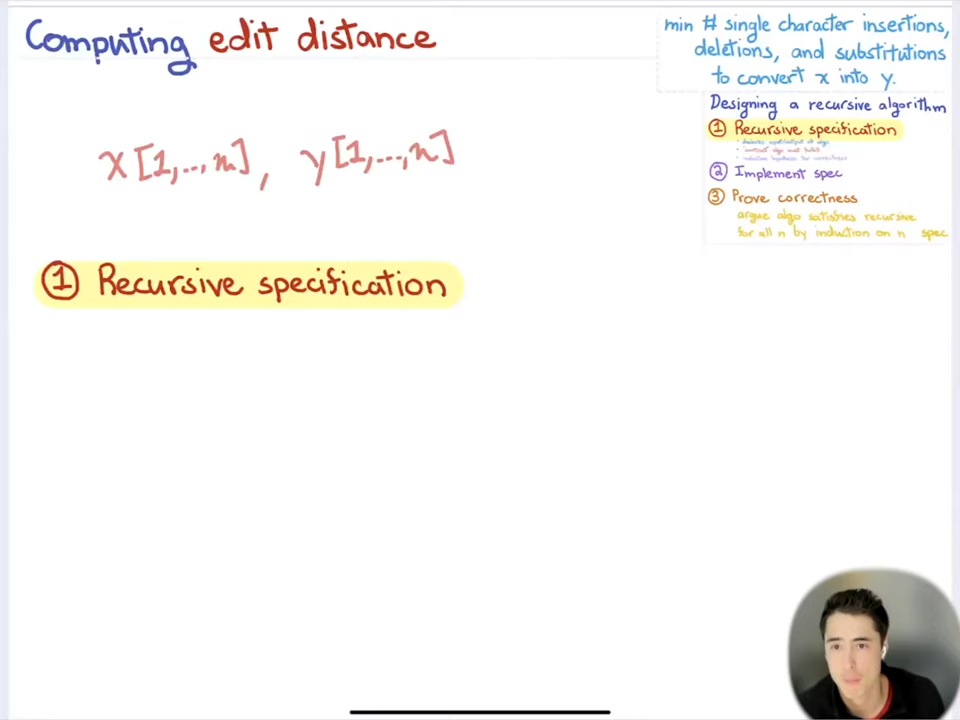 Computing edit distance
min # single character insertions,
deletions, and substitutions
to convert x into y.
Designing a recursive algorithm
① Recursive specification
② Implement spec
③ Prove correctness
argue algo satisfies recursive
for all n by induction on n spec
x[1,...,m], y[1,...,n]
① Recursive specification